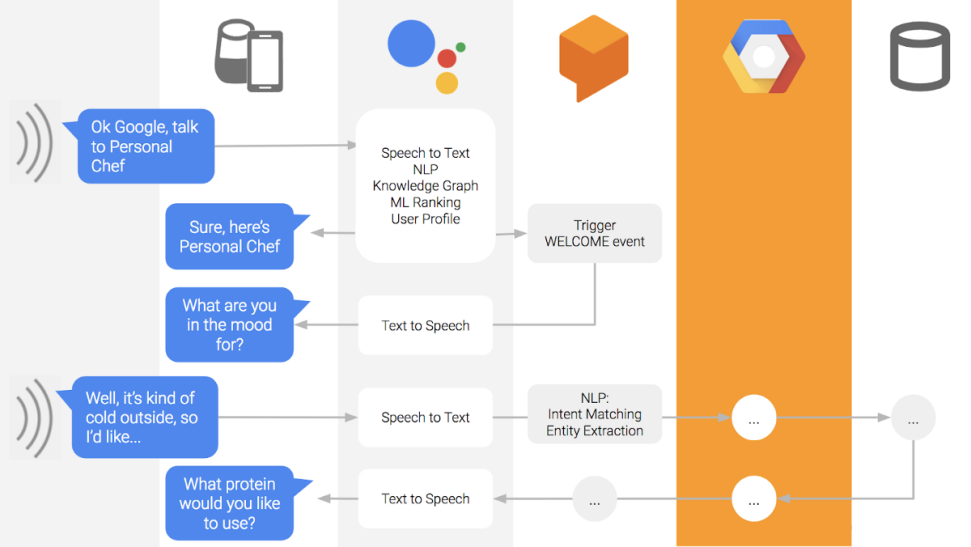 Ok Google, talk
to Personal
Chef
Speech to Text
NLP
Knowledge Graph
ML Ranking
User Profile
Sure, here's
Personal Chef
Trigger
WELCOME event
What are you
in the mood
for?
Text to Speech
Well, it's kind of
cold outside, so
I'd like...
Speech to Text
NLP:
Intent Matching
Entity Extraction
...
...
What protein
would you like
to use?
Text to Speech
...
...